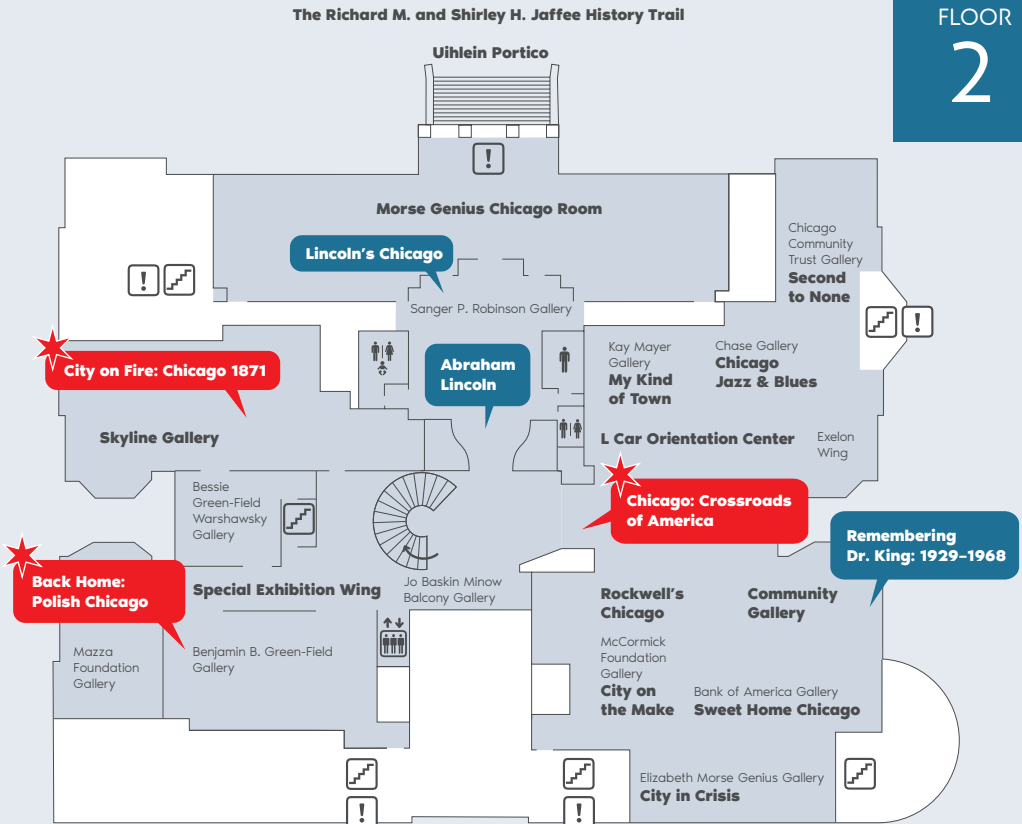 The Richard M. and Shirley H. Jaffee History Trail
FLOOR
2
Uihlein Portico
!
Morse Genius Chicago Room
Lincoln's Chicago
Sanger P. Robinson Gallery
Chicago
Community
Trust Gallery
Second
to None
!
!
City on Fire: Chicago 1871
Abraham
Lincoln
Kay Mayer
Gallery
My Kind
of Town
Chase Gallery
Chicago
Jazz & Blues
Skyline Gallery
L Car Orientation Center
Exelon
Wing
Bessie
Green-Field
Warshawsky
Gallery
Chicago: Crossroads
of America
Remembering
Dr. King: 1929–1968
Back Home:
Polish Chicago
Special Exhibition Wing
Jo Baskin Minow
Balcony Gallery
Rockwell's
Chicago
Community
Gallery
Mazza
Foundation
Gallery
Benjamin B. Green-Field
Gallery
McCormick
Foundation
Gallery
City on
the Make
Bank of America Gallery
Sweet Home Chicago
Elizabeth Morse Genius Gallery
City in Crisis
!
!